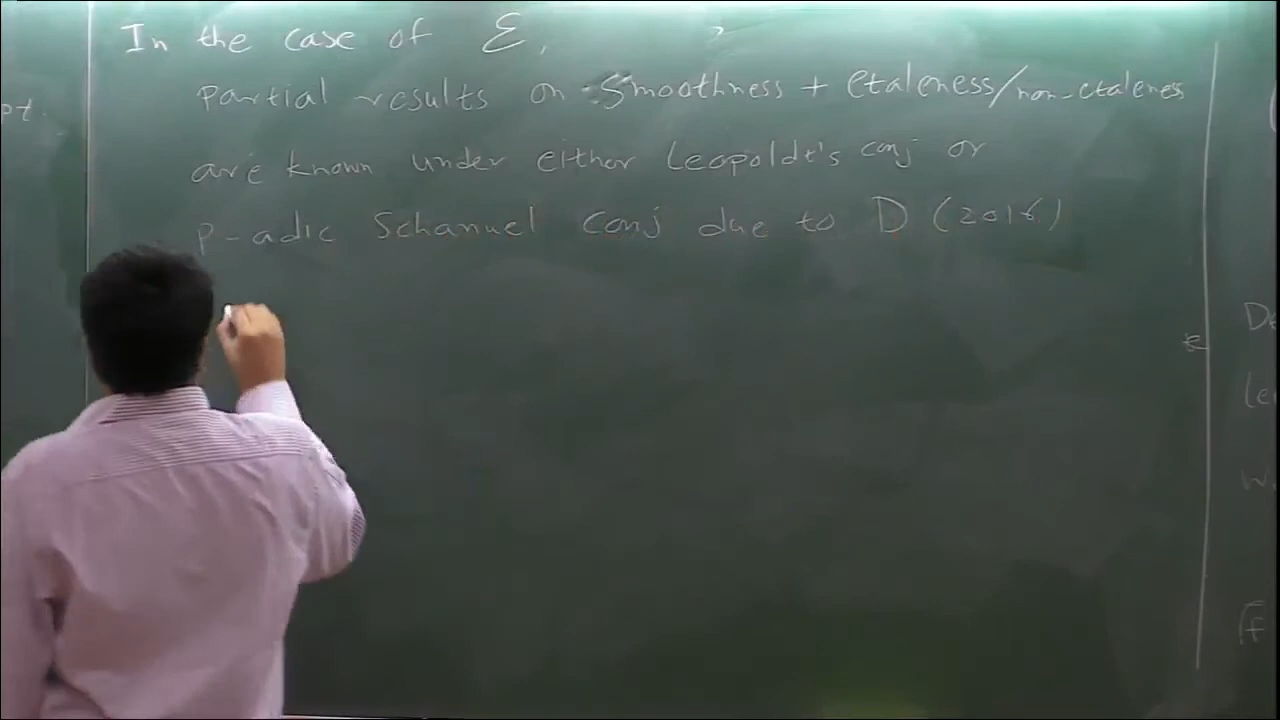 In the case of ℰ,
partial results on smoothness + etaleness/non-etaleness
are known under either Leopoldt's conj or
p-adic Schanuel conj due to D (2016)
pt.